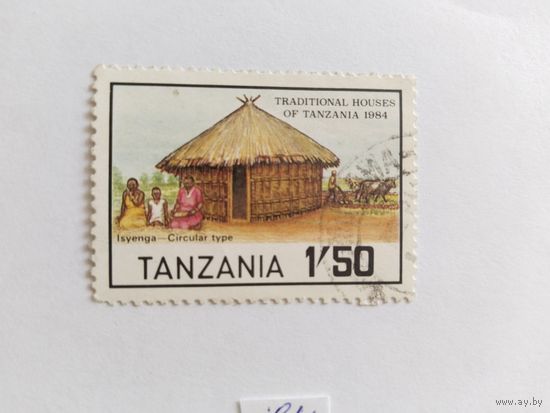 TRADITIONAL HOUSES
OF TANZANIA 1984
Isyenga—Circular type
TANZANIA 1/50
www.ay.by